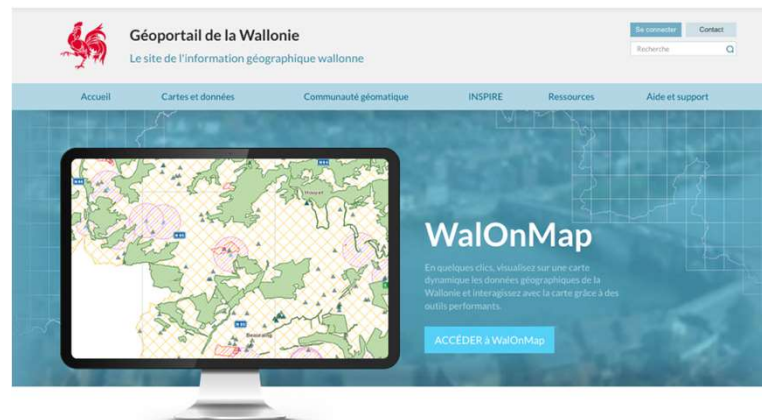 Géoportail de la Wallonie
Le site de l'information géographique wallonne
Se connecter Contact
Recherche
Accueil Cartes et données Communauté géomatique INSPIRE Ressources Aide et support
WalOnMap
En quelques clics, visualisez sur une carte
dynamique les données géographiques de la
Wallonie et interagissez avec la carte grâce à des
outils performants.
ACCÉDER à WalOnMap
Beauraing